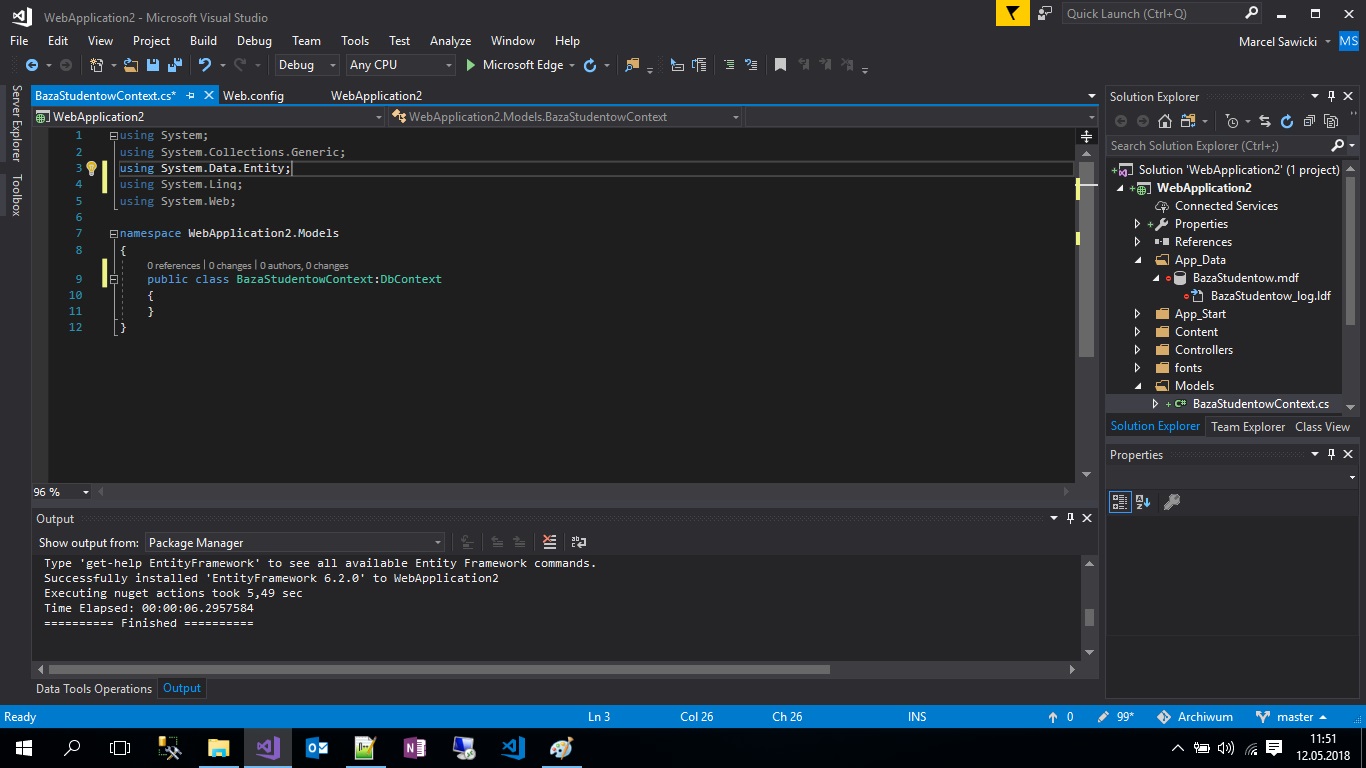 WebApplication2 - Microsoft Visual Studio
Quick Launch (Ctrl+Q)
File Edit View Project Build Debug Team Tools Test Analyze Window Help
Marcel Sawicki MS
Debug Any CPU Microsoft Edge
Server Explorer
Toolbox
BazaStudentowContext.cs* Web.config WebApplication2
WebApplication2 WebApplication2.Models.BazaStudentowContext
1 using System;
2 using System.Collections.Generic;
3 using System.Data.Entity;
4 using System.Linq;
5 using System.Web;
6
7 namespace WebApplication2.Models
8 {
0 references | 0 changes | 0 authors, 0 changes
9 public class BazaStudentowContext:DbContext
10 {
11 }
12 }
96 %
Output
Show output from: Package Manager
Type 'get-help EntityFramework' to see all available Entity Framework commands.
Successfully installed 'EntityFramework 6.2.0' to WebApplication2
Executing nuget actions took 5,49 sec
Time Elapsed: 00:00:06.2957584
========== Finished ==========
Data Tools Operations Output
Solution Explorer
Search Solution Explorer (Ctrl+;)
Solution 'WebApplication2' (1 project)
WebApplication2
Connected Services
Properties
References
App_Data
BazaStudentow.mdf
BazaStudentow_log.ldf
App_Start
Content
Controllers
fonts
Models
C# BazaStudentowContext.cs
Solution Explorer Team Explorer Class View
Properties
Ready Ln 3 Col 26 Ch 26 INS 0 99* Archiwum master
11:51
12.05.2018